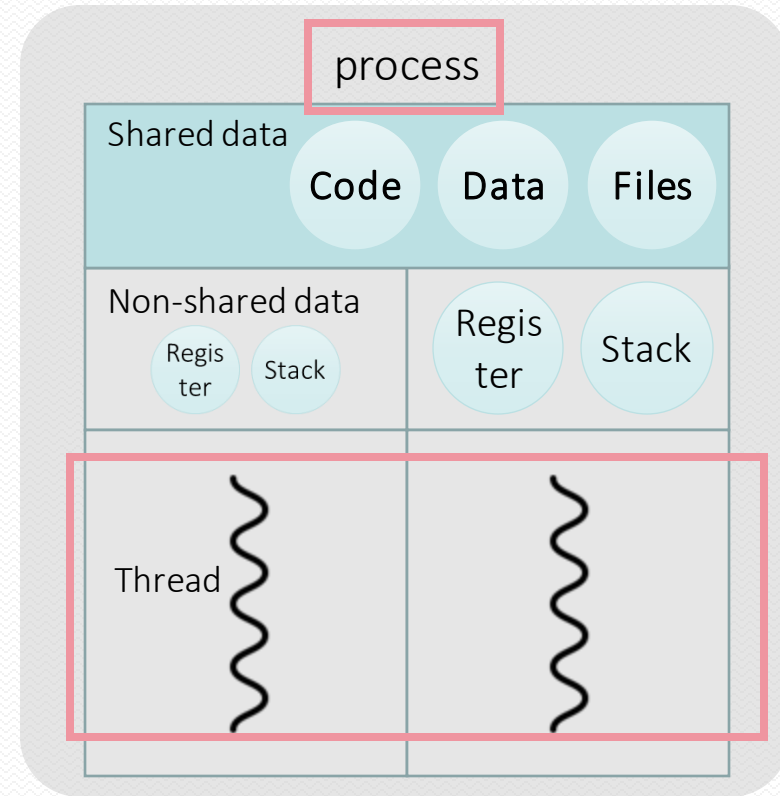 process
Shared data
Code
Data
Files
Non-shared data
Regis
ter
Stack
Regis
ter
Stack
Thread